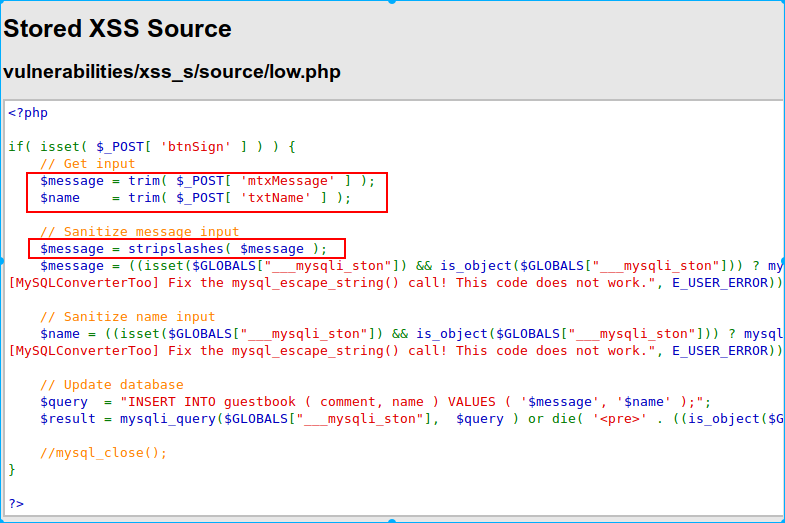 Stored XSS Source
vulnerabilities/xss_s/source/low.php
<?php
if( isset( $_POST[ 'btnSign' ] ) ) {
// Get input
$message = trim( $_POST[ 'mtxMessage' ] );
$name    = trim( $_POST[ 'txtName' ] );
// Sanitize message input
$message = stripslashes( $message );
$message = ((isset($GLOBALS["___mysqli_ston"]) && is_object($GLOBALS["___mysqli_ston"])) ? my
[MySQLConverterToo] Fix the mysql_escape_string() call! This code does not work.", E_USER_ERROR))
// Sanitize name input
$name = ((isset($GLOBALS["___mysqli_ston"]) && is_object($GLOBALS["___mysqli_ston"])) ? mysql
[MySQLConverterToo] Fix the mysql_escape_string() call! This code does not work.", E_USER_ERROR))
// Update database
$query  = "INSERT INTO guestbook ( comment, name ) VALUES ( '$message', '$name' );";
$result = mysqli_query($GLOBALS["___mysqli_ston"],  $query ) or die( '<pre>' . ((is_object($G
//mysql_close();
}
?>